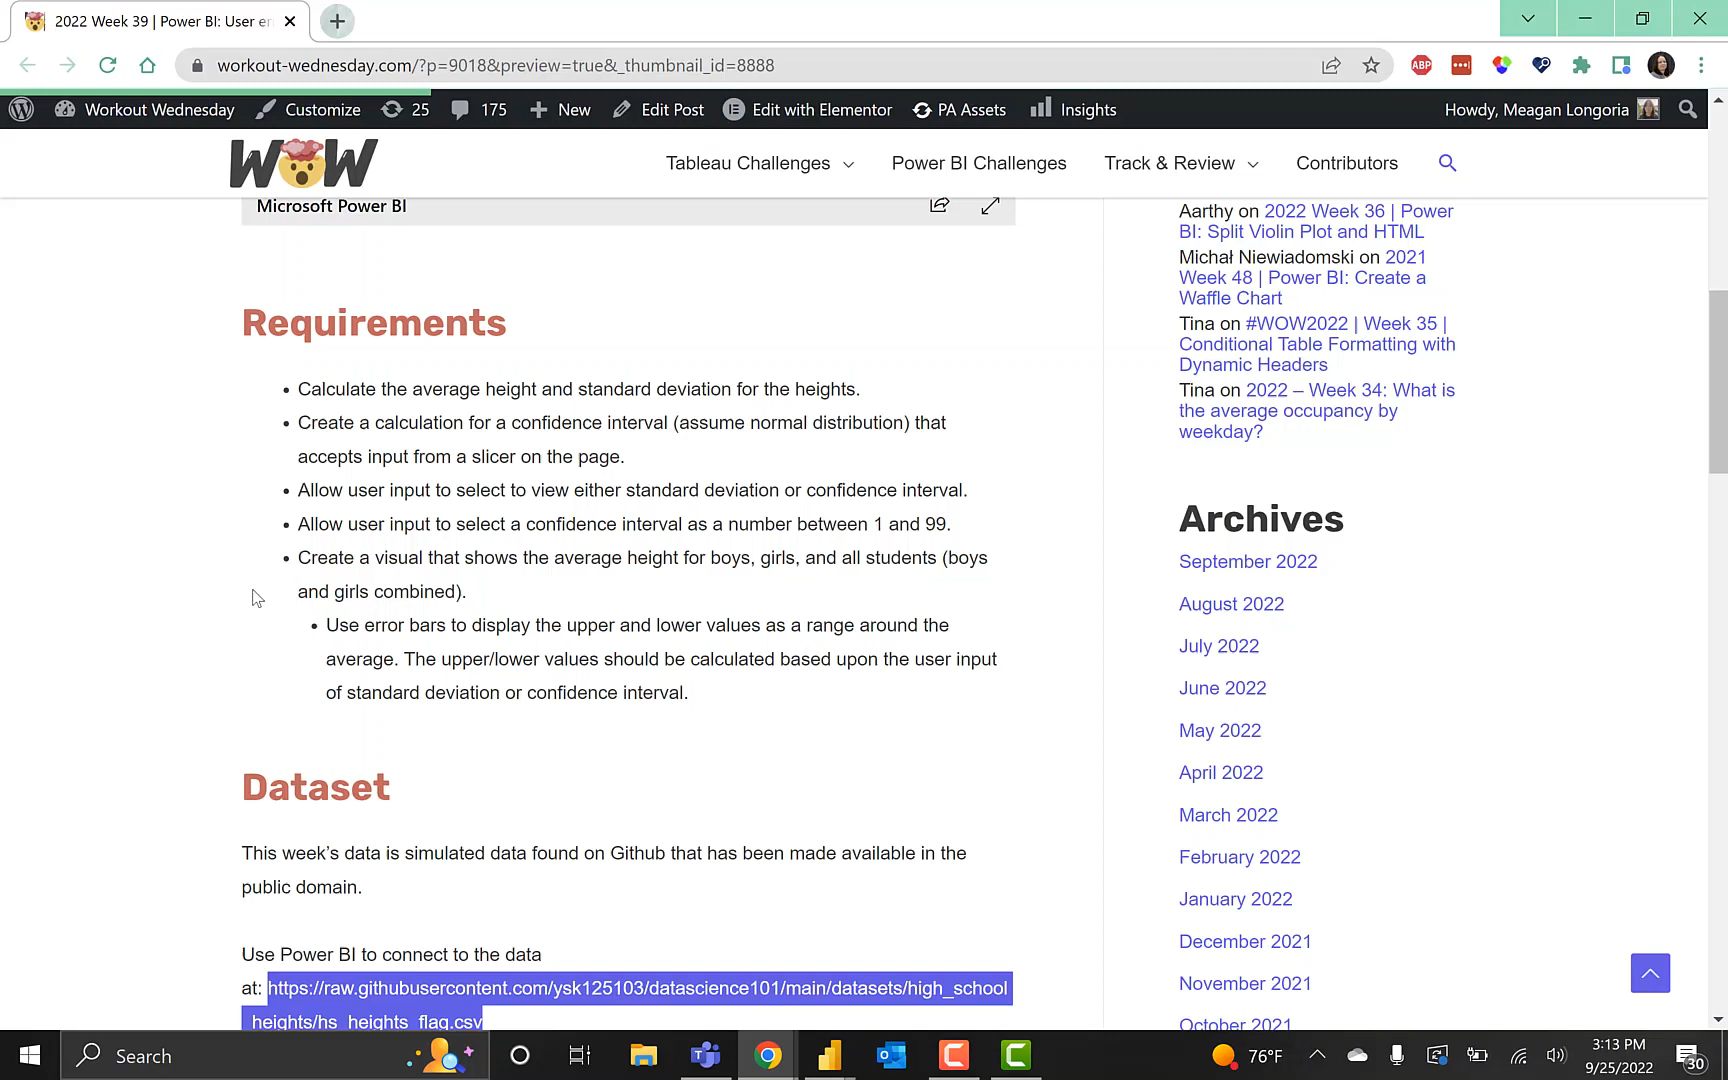 2022 Week 39 | Power BI: User er
workout-wednesday.com/?p=9018&preview=true&_thumbnail_id=8888
ABP
Workout Wednesday
Customize
25
175
New
Edit Post
Edit with Elementor
PA Assets
Insights
Howdy, Meagan Longoria
WOW
Tableau Challenges
Power BI Challenges
Track & Review
Contributors
Microsoft Power BI
Requirements
Calculate the average height and standard deviation for the heights.
Create a calculation for a confidence interval (assume normal distribution) that
accepts input from a slicer on the page.
Allow user input to select to view either standard deviation or confidence interval.
Allow user input to select a confidence interval as a number between 1 and 99.
Create a visual that shows the average height for boys, girls, and all students (boys
and girls combined).
Use error bars to display the upper and lower values as a range around the
average. The upper/lower values should be calculated based upon the user input
of standard deviation or confidence interval.
Dataset
This week's data is simulated data found on Github that has been made available in the
public domain.
Use Power BI to connect to the data
at: https://raw.githubusercontent.com/ysk125103/datascience101/main/datasets/high_school
_heights/hs_heights_flag.csv
Aarthy on 2022 Week 36 | Power
BI: Split Violin Plot and HTML
Michał Niewiadomski on 2021
Week 48 | Power BI: Create a
Waffle Chart
Tina on #WOW2022 | Week 35 |
Conditional Table Formatting with
Dynamic Headers
Tina on 2022 – Week 34: What is
the average occupancy by
weekday?
Archives
September 2022
August 2022
July 2022
June 2022
May 2022
April 2022
March 2022
February 2022
January 2022
December 2021
November 2021
October 2021
Search
76°F
3:13 PM
9/25/2022
30